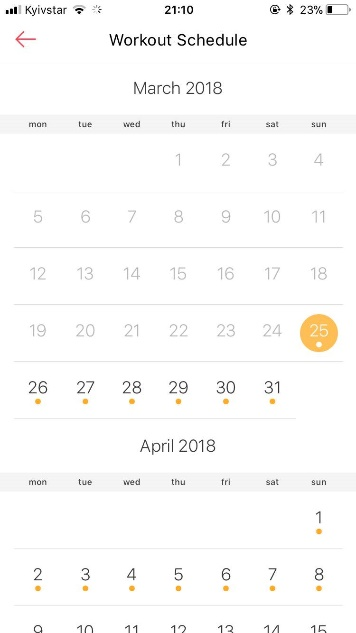 Kyivstar 21:10 23%
Workout Schedule
March 2018
mon tue wed thu fri sat sun
1 2 3 4
5 6 7 8 9 10 11
12 13 14 15 16 17 18
19 20 21 22 23 24 25
26 27 28 29 30 31
April 2018
mon tue wed thu fri sat sun
1
2 3 4 5 6 7 8
9 10 11 12 13 14 15